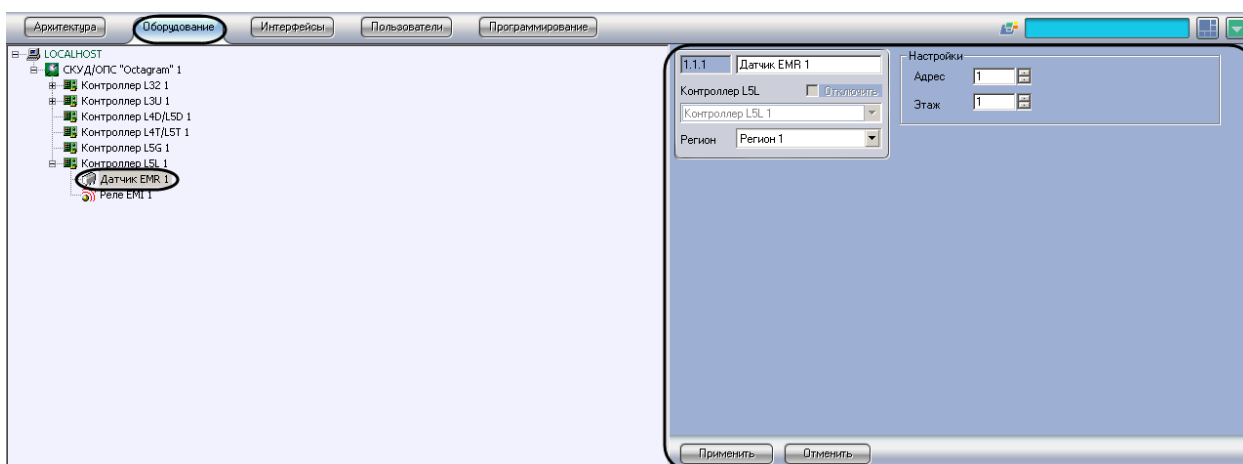 Архитектура Оборудование Интерфейсы Пользователи Программирование
LOCALHOST
СКУД/ОПС "Octagram" 1
Контроллер L32 1
Контроллер L3U 1
Контроллер L4D/L5D 1
Контроллер L4T/L5T 1
Контроллер L5G 1
Контроллер L5L 1
Датчик EMR 1
Реле EMI 1
1.1.1 Датчик EMR 1
Контроллер L5L Отключить
Контроллер L5L 1
Регион Регион 1
Настройки
Адрес 1
Этаж 1
Применить Отменить